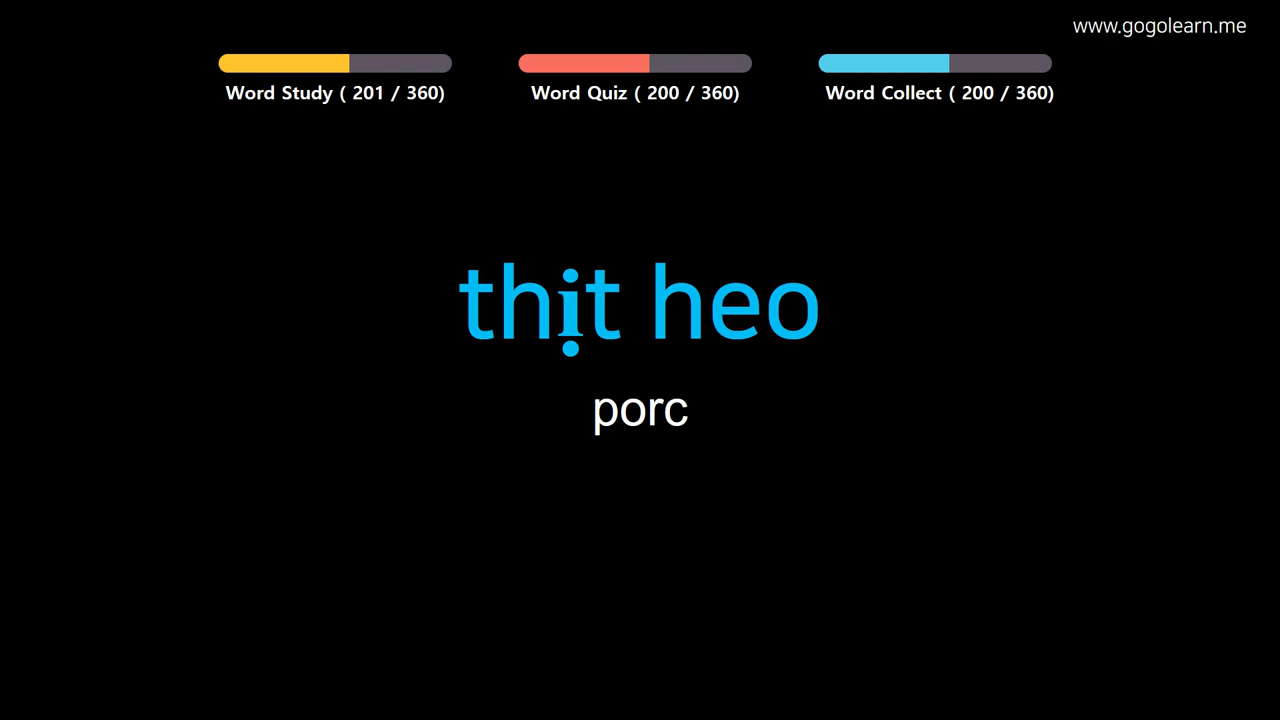 www.gogolearn.me
Word Study ( 201 / 360)
Word Quiz ( 200 / 360)
Word Collect ( 200 / 360)
thịt heo
porc